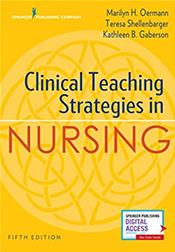 SPRINGER PUBLISHING COMPANY
Marilyn H. Oermann
Teresa Shellenbarger
Kathleen B. Gaberson
Clinical Teaching
Strategies in
NURSING
FIFTH EDITION
SPRINGER PUBLISHING
DIGITAL
ACCESS